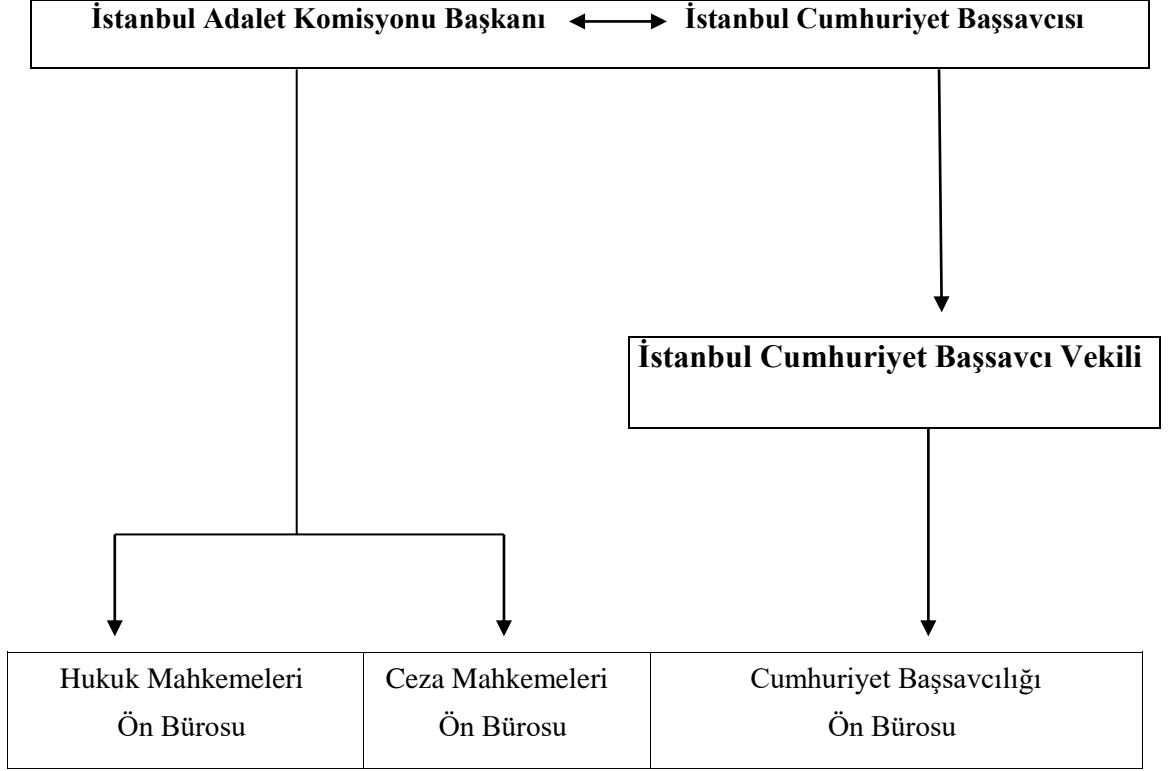 İstanbul Adalet Komisyonu Başkanı İstanbul Cumhuriyet Başsavcısı
İstanbul Cumhuriyet Başsavcı Vekili
Hukuk Mahkemeleri
Ön Bürosu
Ceza Mahkemeleri
Ön Bürosu
Cumhuriyet Başsavcılığı
Ön Bürosu